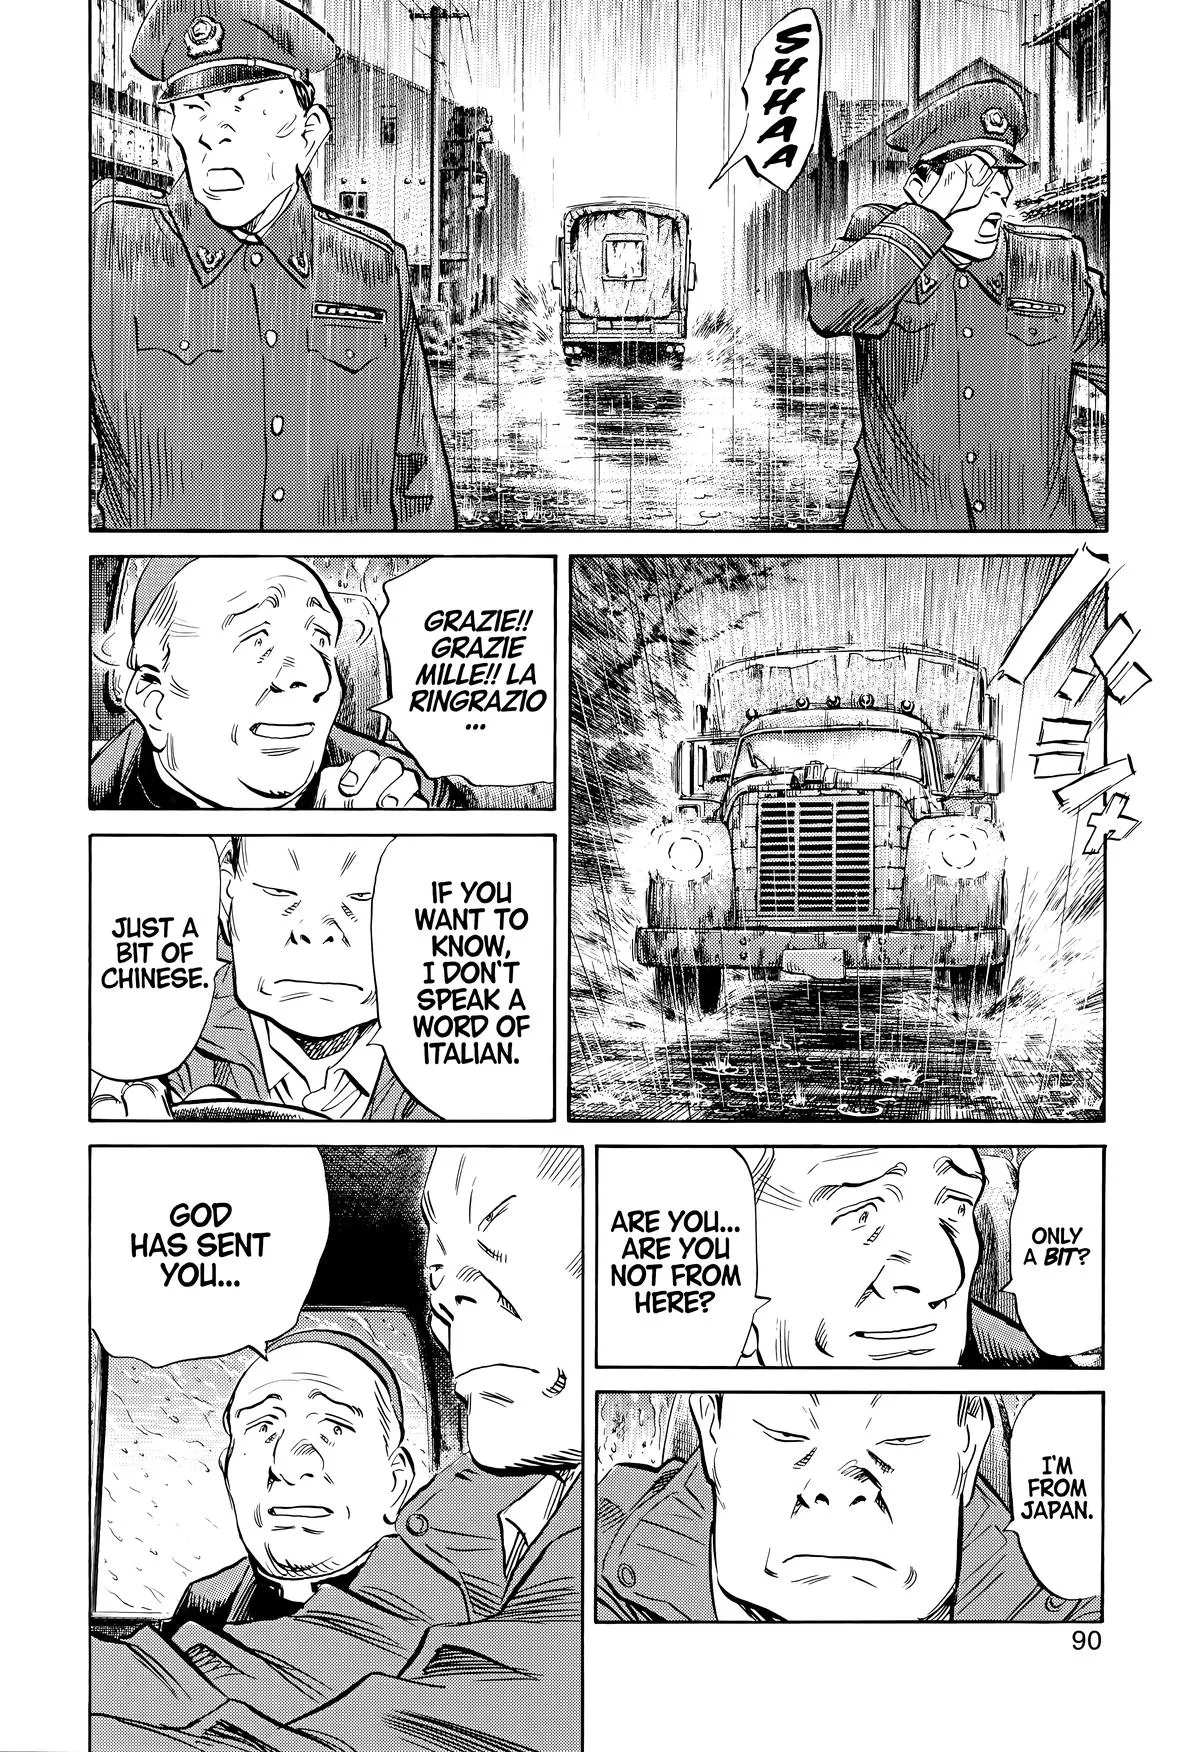 SHHAA
GRAZIE!!
GRAZIE
MILLE!! LA
RINGRAZIO
...
IF YOU
WANT TO
KNOW,
I DON'T
SPEAK A
WORD OF
ITALIAN.
JUST A
BIT OF
CHINESE.
ONLY
A BIT?
ARE YOU...
ARE YOU
NOT FROM
HERE?
I'M
FROM
JAPAN.
GOD
HAS SENT
YOU...
90